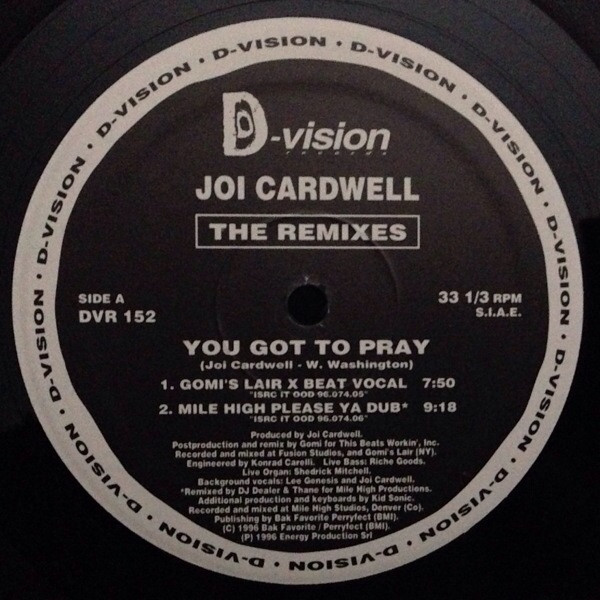 D-VISION · D-VISION · D-VISION · D-VISION · D-VISION · D-VISION · D-VISION · D-VISION · D-VISION · D-VISION · D-VISION · D-VISION ·
D-vision
records
JOI CARDWELL
THE REMIXES
SIDE A
DVR 152
33 1/3 RPM
S.I.A.E.
YOU GOT TO PRAY
(Joi Cardwell - W. Washington)
1. GOMI'S LAIR X BEAT VOCAL 7:50
"ISRC IT OOD 96.074.05"
2. MILE HIGH PLEASE YA DUB* 9:18
"ISRC IT OOD 96.074.06"
Produced by Joi Cardwell.
Postproduction and remix by Gomi for This Beats Workin', Inc.
Recorded and mixed at Fusion Studios, and Gomi's Lair (NY).
Engineered by Konrad Carelli. Live Bass: Riche Goods.
Live Organ: Shedrick Mitchell.
Background vocals: Lee Genesis and Joi Cardwell.
*Remixed by DJ Dealer & Thane for Mile High Productions.
Additional production and keyboards by Kid Sonic.
Recorded and mixed at Mile High Studios, Denver (Co).
Publishing by Bak Favorite Perryfect (BMI).
(C) 1996 Bak Favorite / Perryfect (BMI).
(P) 1996 Energy Production Srl